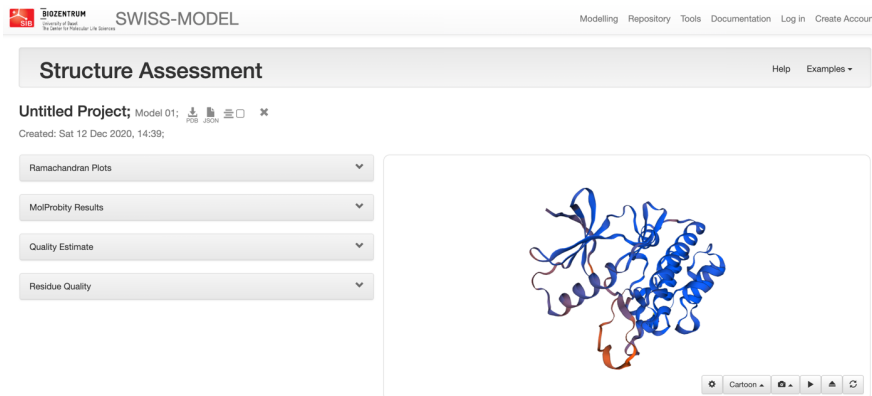 SIB
BIOZENTRUM
University of Basel
The Center for Molecular Life Sciences
SWISS-MODEL
Modelling Repository Tools Documentation Log in Create Accoun
Structure Assessment
Help Examples
Untitled Project; Model 01; PDB JSON
Created: Sat 12 Dec 2020, 14:39;
Ramachandran Plots
MolProbity Results
Quality Estimate
Residue Quality
Cartoon